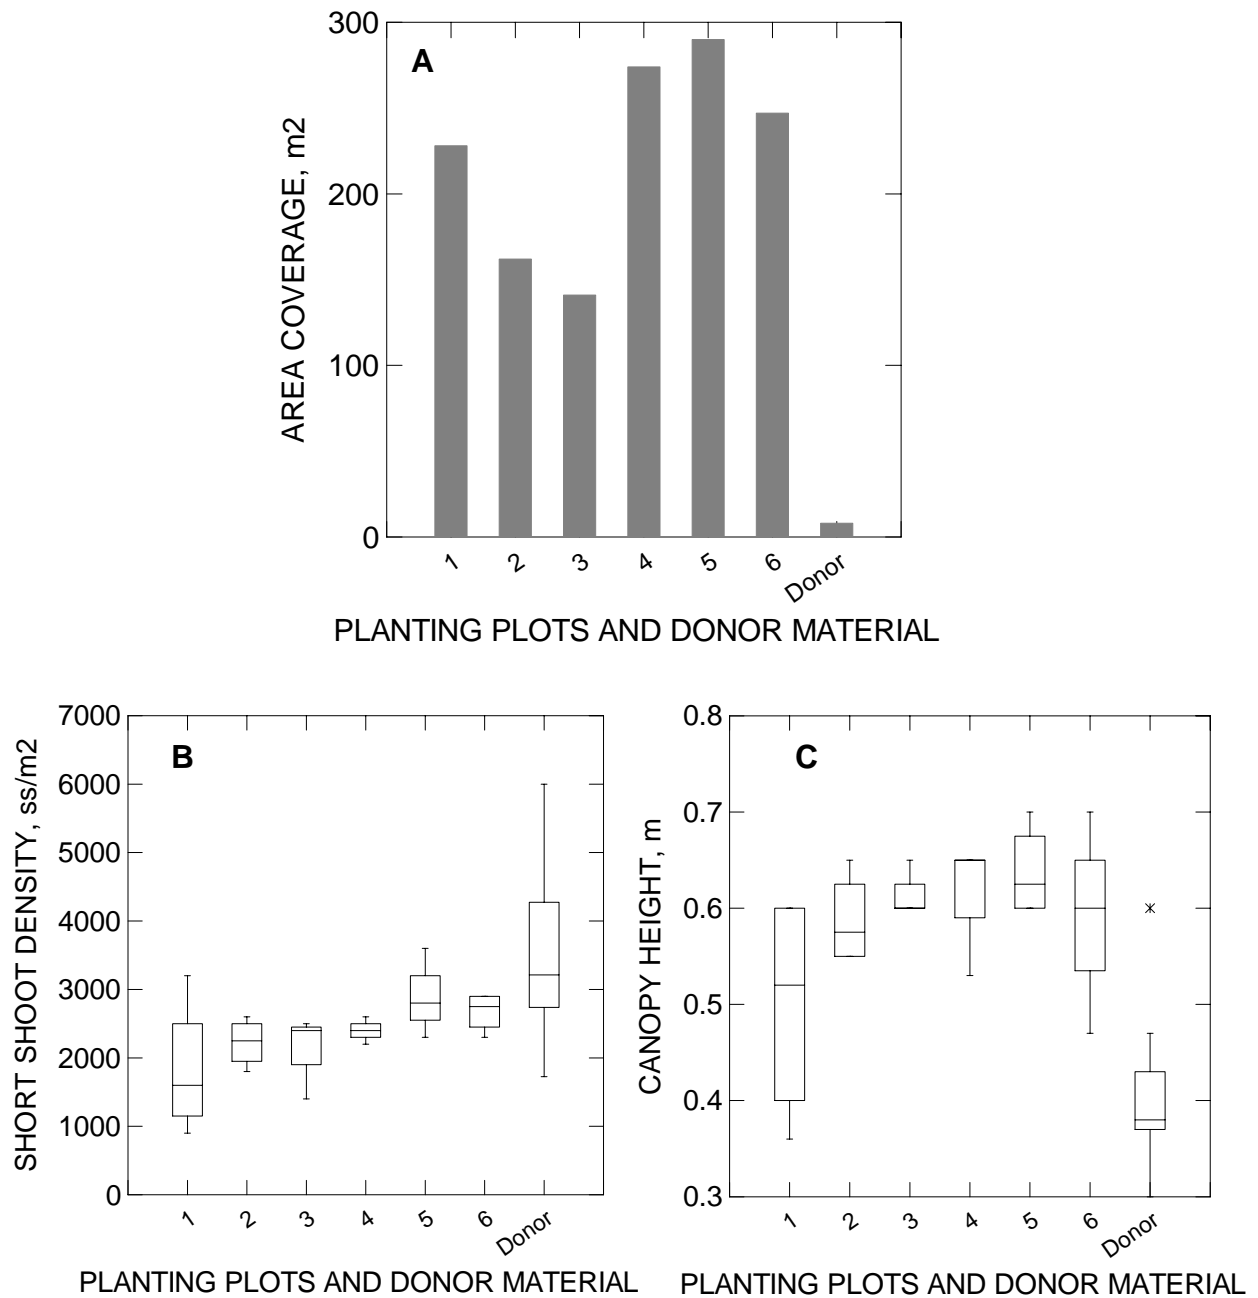 A
AREA COVERAGE, m2
300
200
100
0
1 2 3 4 5 6 Donor
PLANTING PLOTS AND DONOR MATERIAL
B
SHORT SHOOT DENSITY, ss/m2
7000
6000
5000
4000
3000
2000
1000
0
1 2 3 4 5 6 Donor
PLANTING PLOTS AND DONOR MATERIAL
C
CANOPY HEIGHT, m
0.8
0.7
0.6
0.5
0.4
0.3
1 2 3 4 5 6 Donor
PLANTING PLOTS AND DONOR MATERIAL